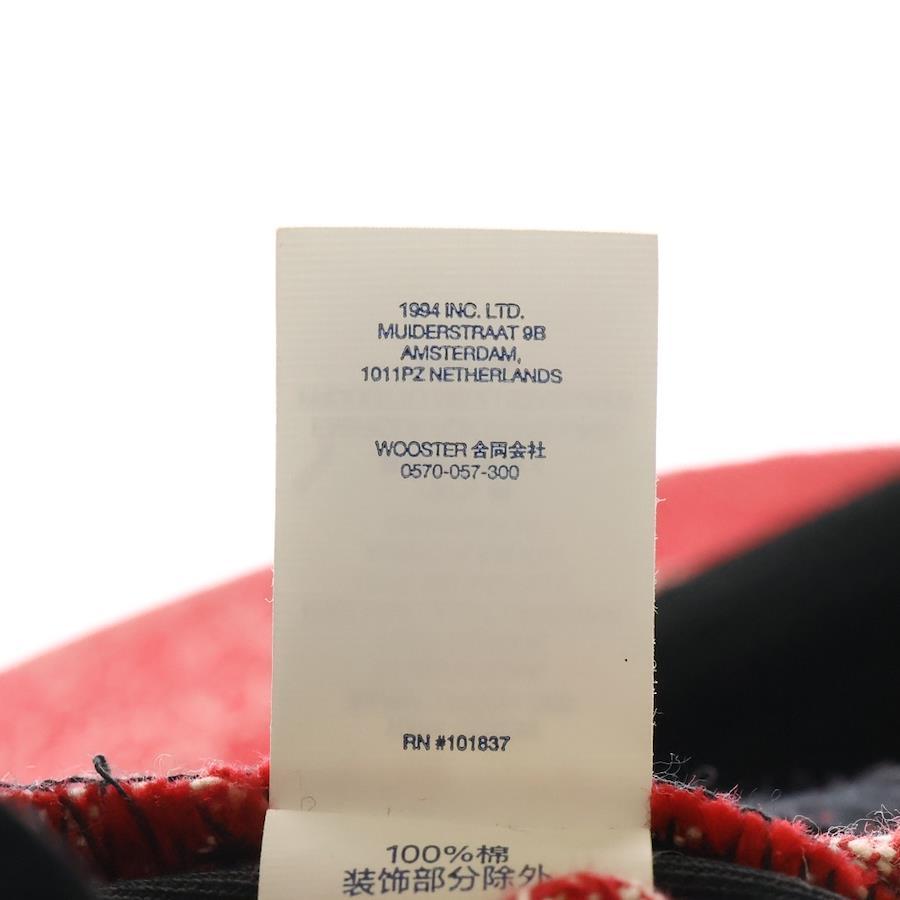 1994 INC. LTD.
MUIDERSTRAAT 9B
AMSTERDAM,
1011PZ NETHERLANDS
WOOSTER 合同会社
0570-057-300
RN #101837
100%棉
装饰部分除外